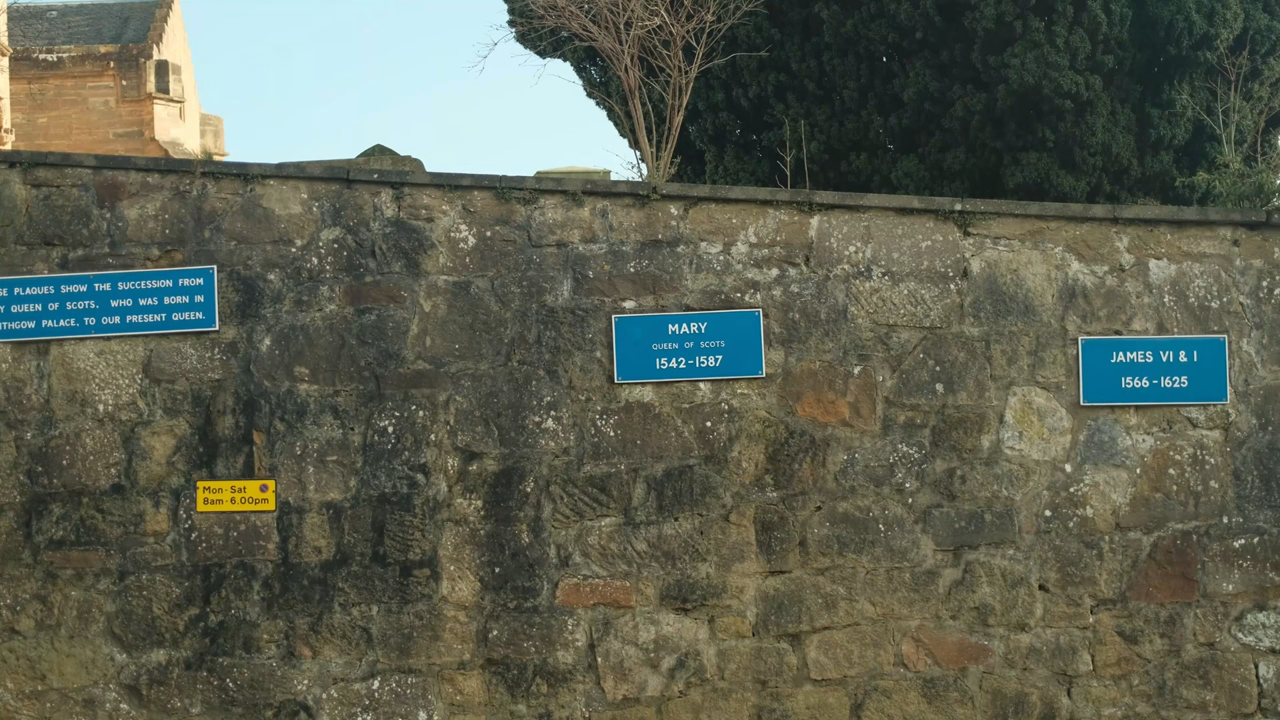 SE PLAQUES SHOW THE SUCCESSION FROM
Y QUEEN OF SCOTS, WHO WAS BORN IN
ITHGOW PALACE, TO OUR PRESENT QUEEN.
MARY
QUEEN OF SCOTS
1542-1587
JAMES VI & I
1566-1625
Mon-Sat
8am-6.00pm